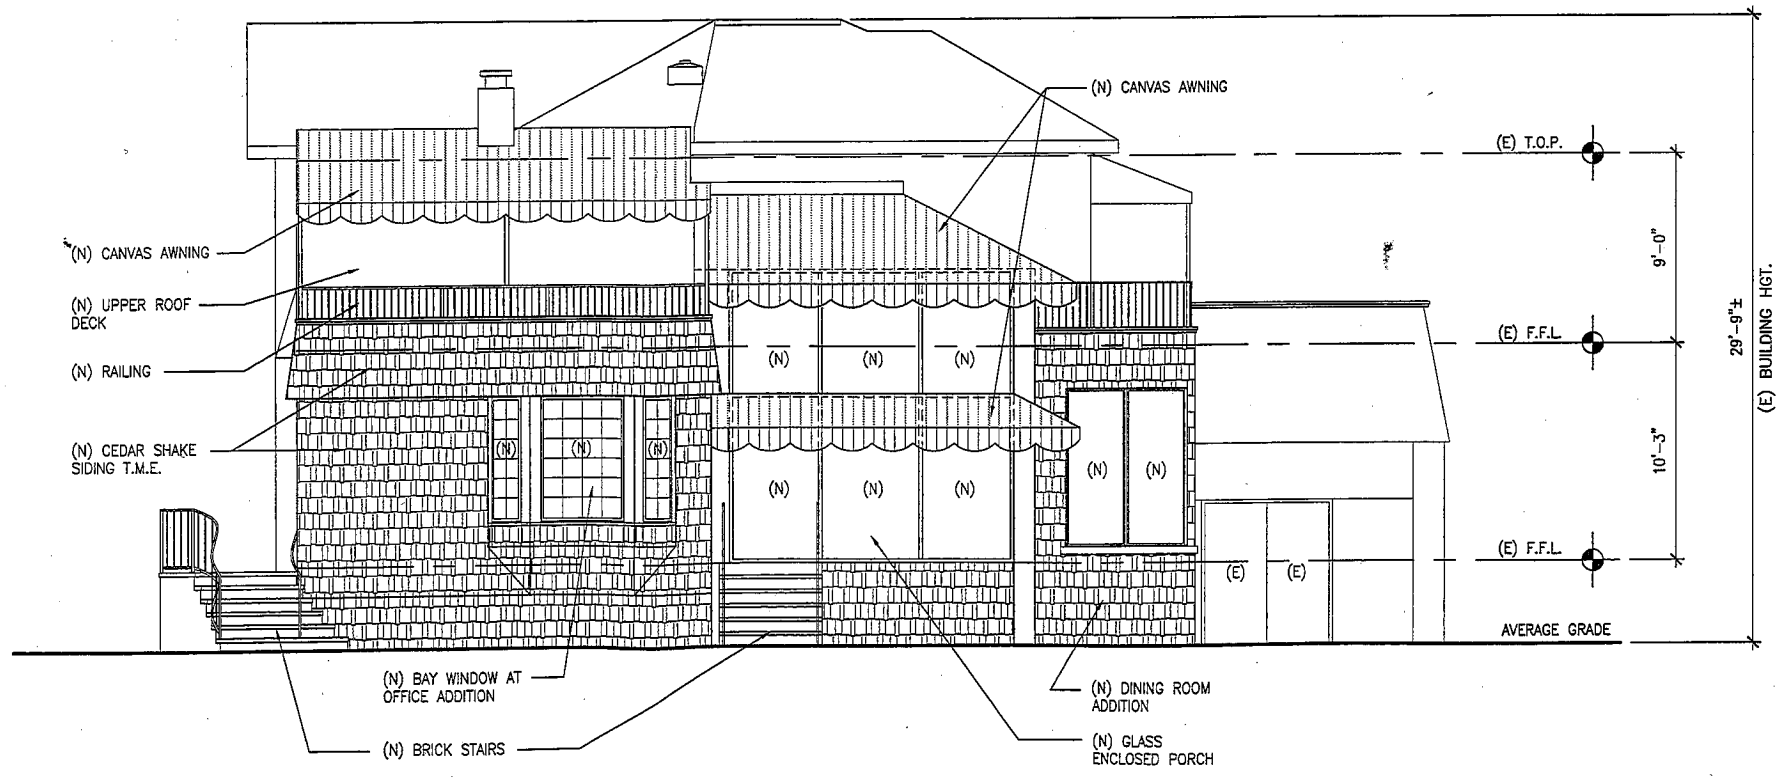 (N) CANVAS AWNING
(E) T.O.P.
(N) CANVAS AWNING
9'-0"
(N) UPPER ROOF
DECK
29'-9"±
(E) BUILDING HGT.
(E) F.F.L.
(N) (N) (N)
(N) RAILING
(N) CEDAR SHAKE
SIDING T.M.E.
(N) (N) (N)
10'-3"
(N) (N) (N)
(N) (N)
(E) F.F.L.
(E) (E)
AVERAGE GRADE
(N) BAY WINDOW AT
OFFICE ADDITION
(N) DINING ROOM
ADDITION
(N) BRICK STAIRS
(N) GLASS
ENCLOSED PORCH